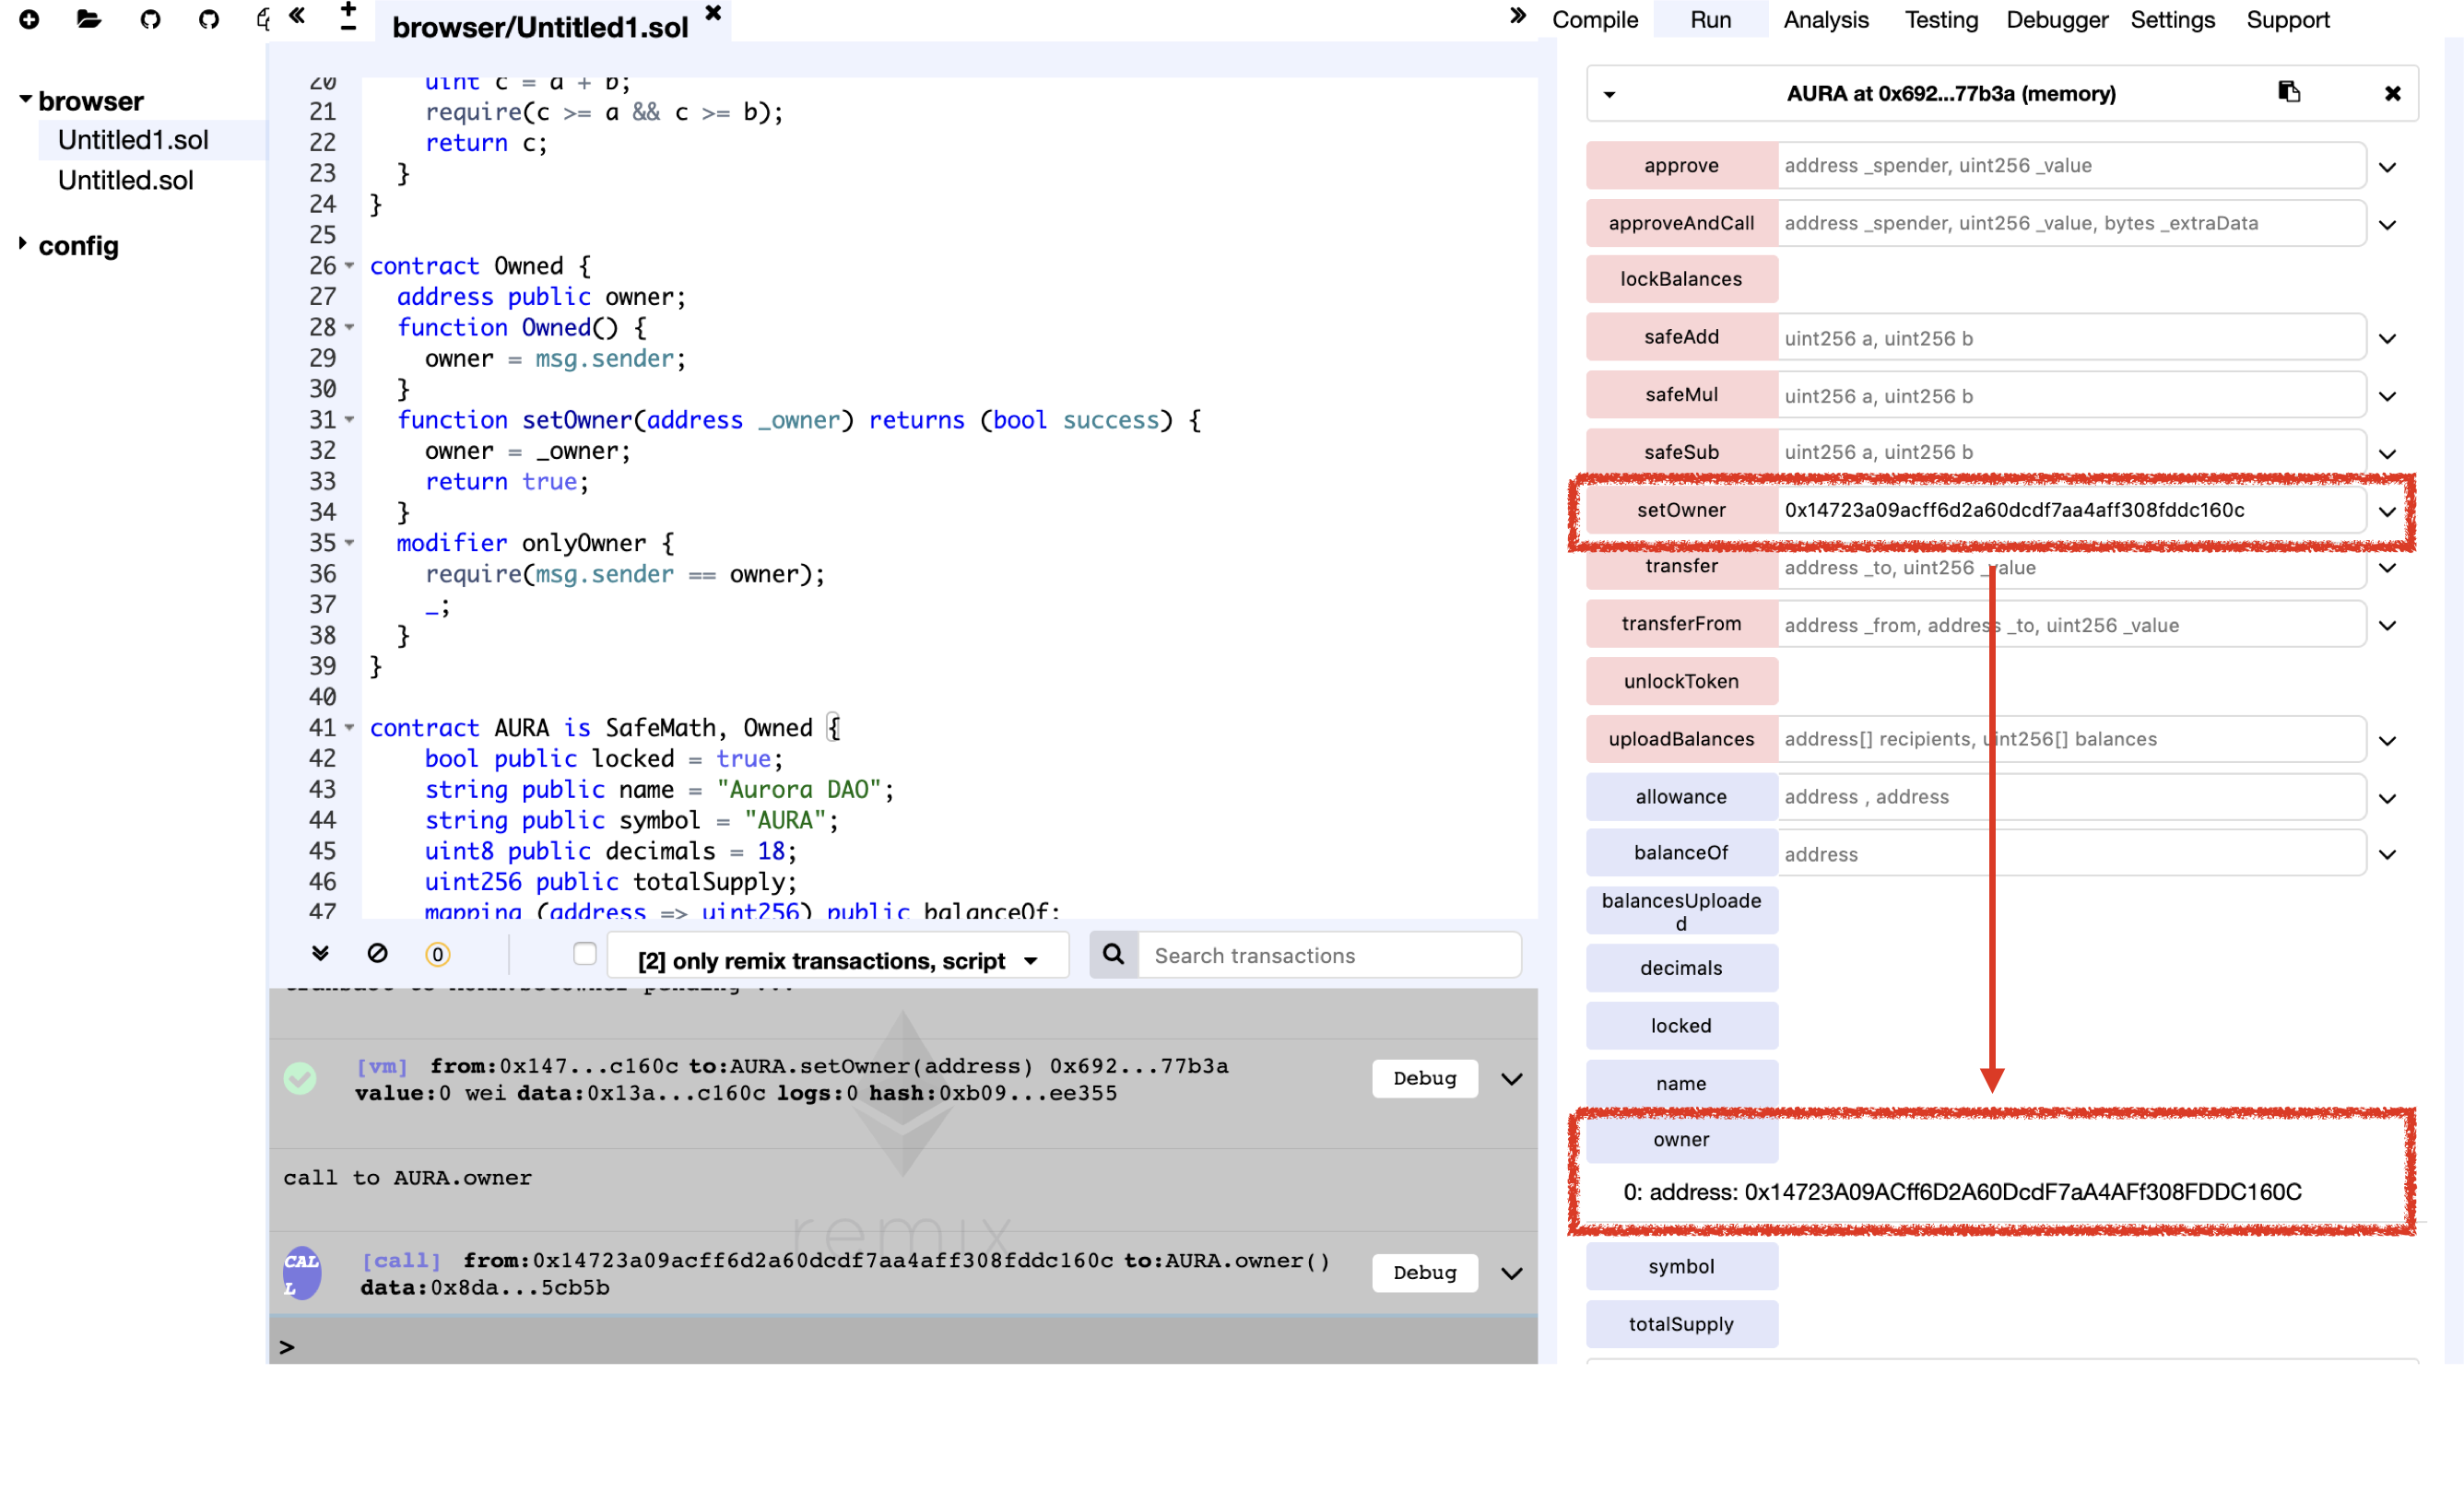 browser/Untitled1.sol
Compile Run Analysis Testing Debugger Settings Support
browser
Untitled1.sol
Untitled.sol
config
20 uint c = a + b;
21 require(c >= a && c >= b);
22 return c;
23 }
24 }
25
26 contract Owned {
27 address public owner;
28 function Owned() {
29 owner = msg.sender;
30 }
31 function setOwner(address _owner) returns (bool success) {
32 owner = _owner;
33 return true;
34 }
35 modifier onlyOwner {
36 require(msg.sender == owner);
37 _;
38 }
39 }
40
41 contract AURA is SafeMath, Owned {
42 bool public locked = true;
43 string public name = "Aurora DAO";
44 string public symbol = "AURA";
45 uint8 public decimals = 18;
46 uint256 public totalSupply;
47 mapping (address => uint256) public balanceOf;
0
[2] only remix transactions, script
Search transactions
transact to AURA.setOwner pending ...
[vm] from:0x147...c160c to:AURA.setOwner(address) 0x692...77b3a
value:0 wei data:0x13a...c160c logs:0 hash:0xb09...ee355
Debug
call to AURA.owner
remix
CAL
L
[call] from:0x14723a09acff6d2a60dcdf7aa4aff308fddc160c to:AURA.owner()
data:0x8da...5cb5b
Debug
>
AURA at 0x692...77b3a (memory)
approve address _spender, uint256 _value
approveAndCall address _spender, uint256 _value, bytes _extraData
lockBalances
safeAdd uint256 a, uint256 b
safeMul uint256 a, uint256 b
safeSub uint256 a, uint256 b
setOwner 0x14723a09acff6d2a60dcdf7aa4aff308fddc160c
transfer address _to, uint256 _value
transferFrom address _from, address _to, uint256 _value
unlockToken
uploadBalances address[] recipients, uint256[] balances
allowance address , address
balanceOf address
balancesUploade
d
decimals
locked
name
owner
0: address: 0x14723A09ACff6D2A60DcdF7aA4AFf308FDDC160C
symbol
totalSupply